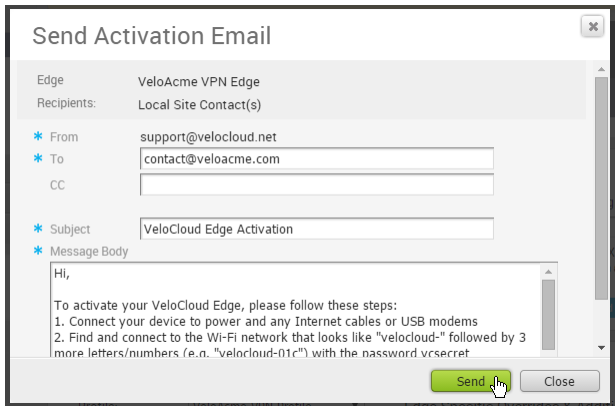 Send Activation Email
Edge VeloAcme VPN Edge
Recipients: Local Site Contact(s)
* From support@velocloud.net
* To contact@veloacme.com
CC
* Subject VeloCloud Edge Activation
* Message Body
Hi,
To activate your VeloCloud Edge, please follow these steps:
1. Connect your device to power and any Internet cables or USB modems
2. Find and connect to the Wi-Fi network that looks like "velocloud-" followed by 3
more letters/numbers (e.g. "velocloud-01c") with the password vcsecret
Send Close